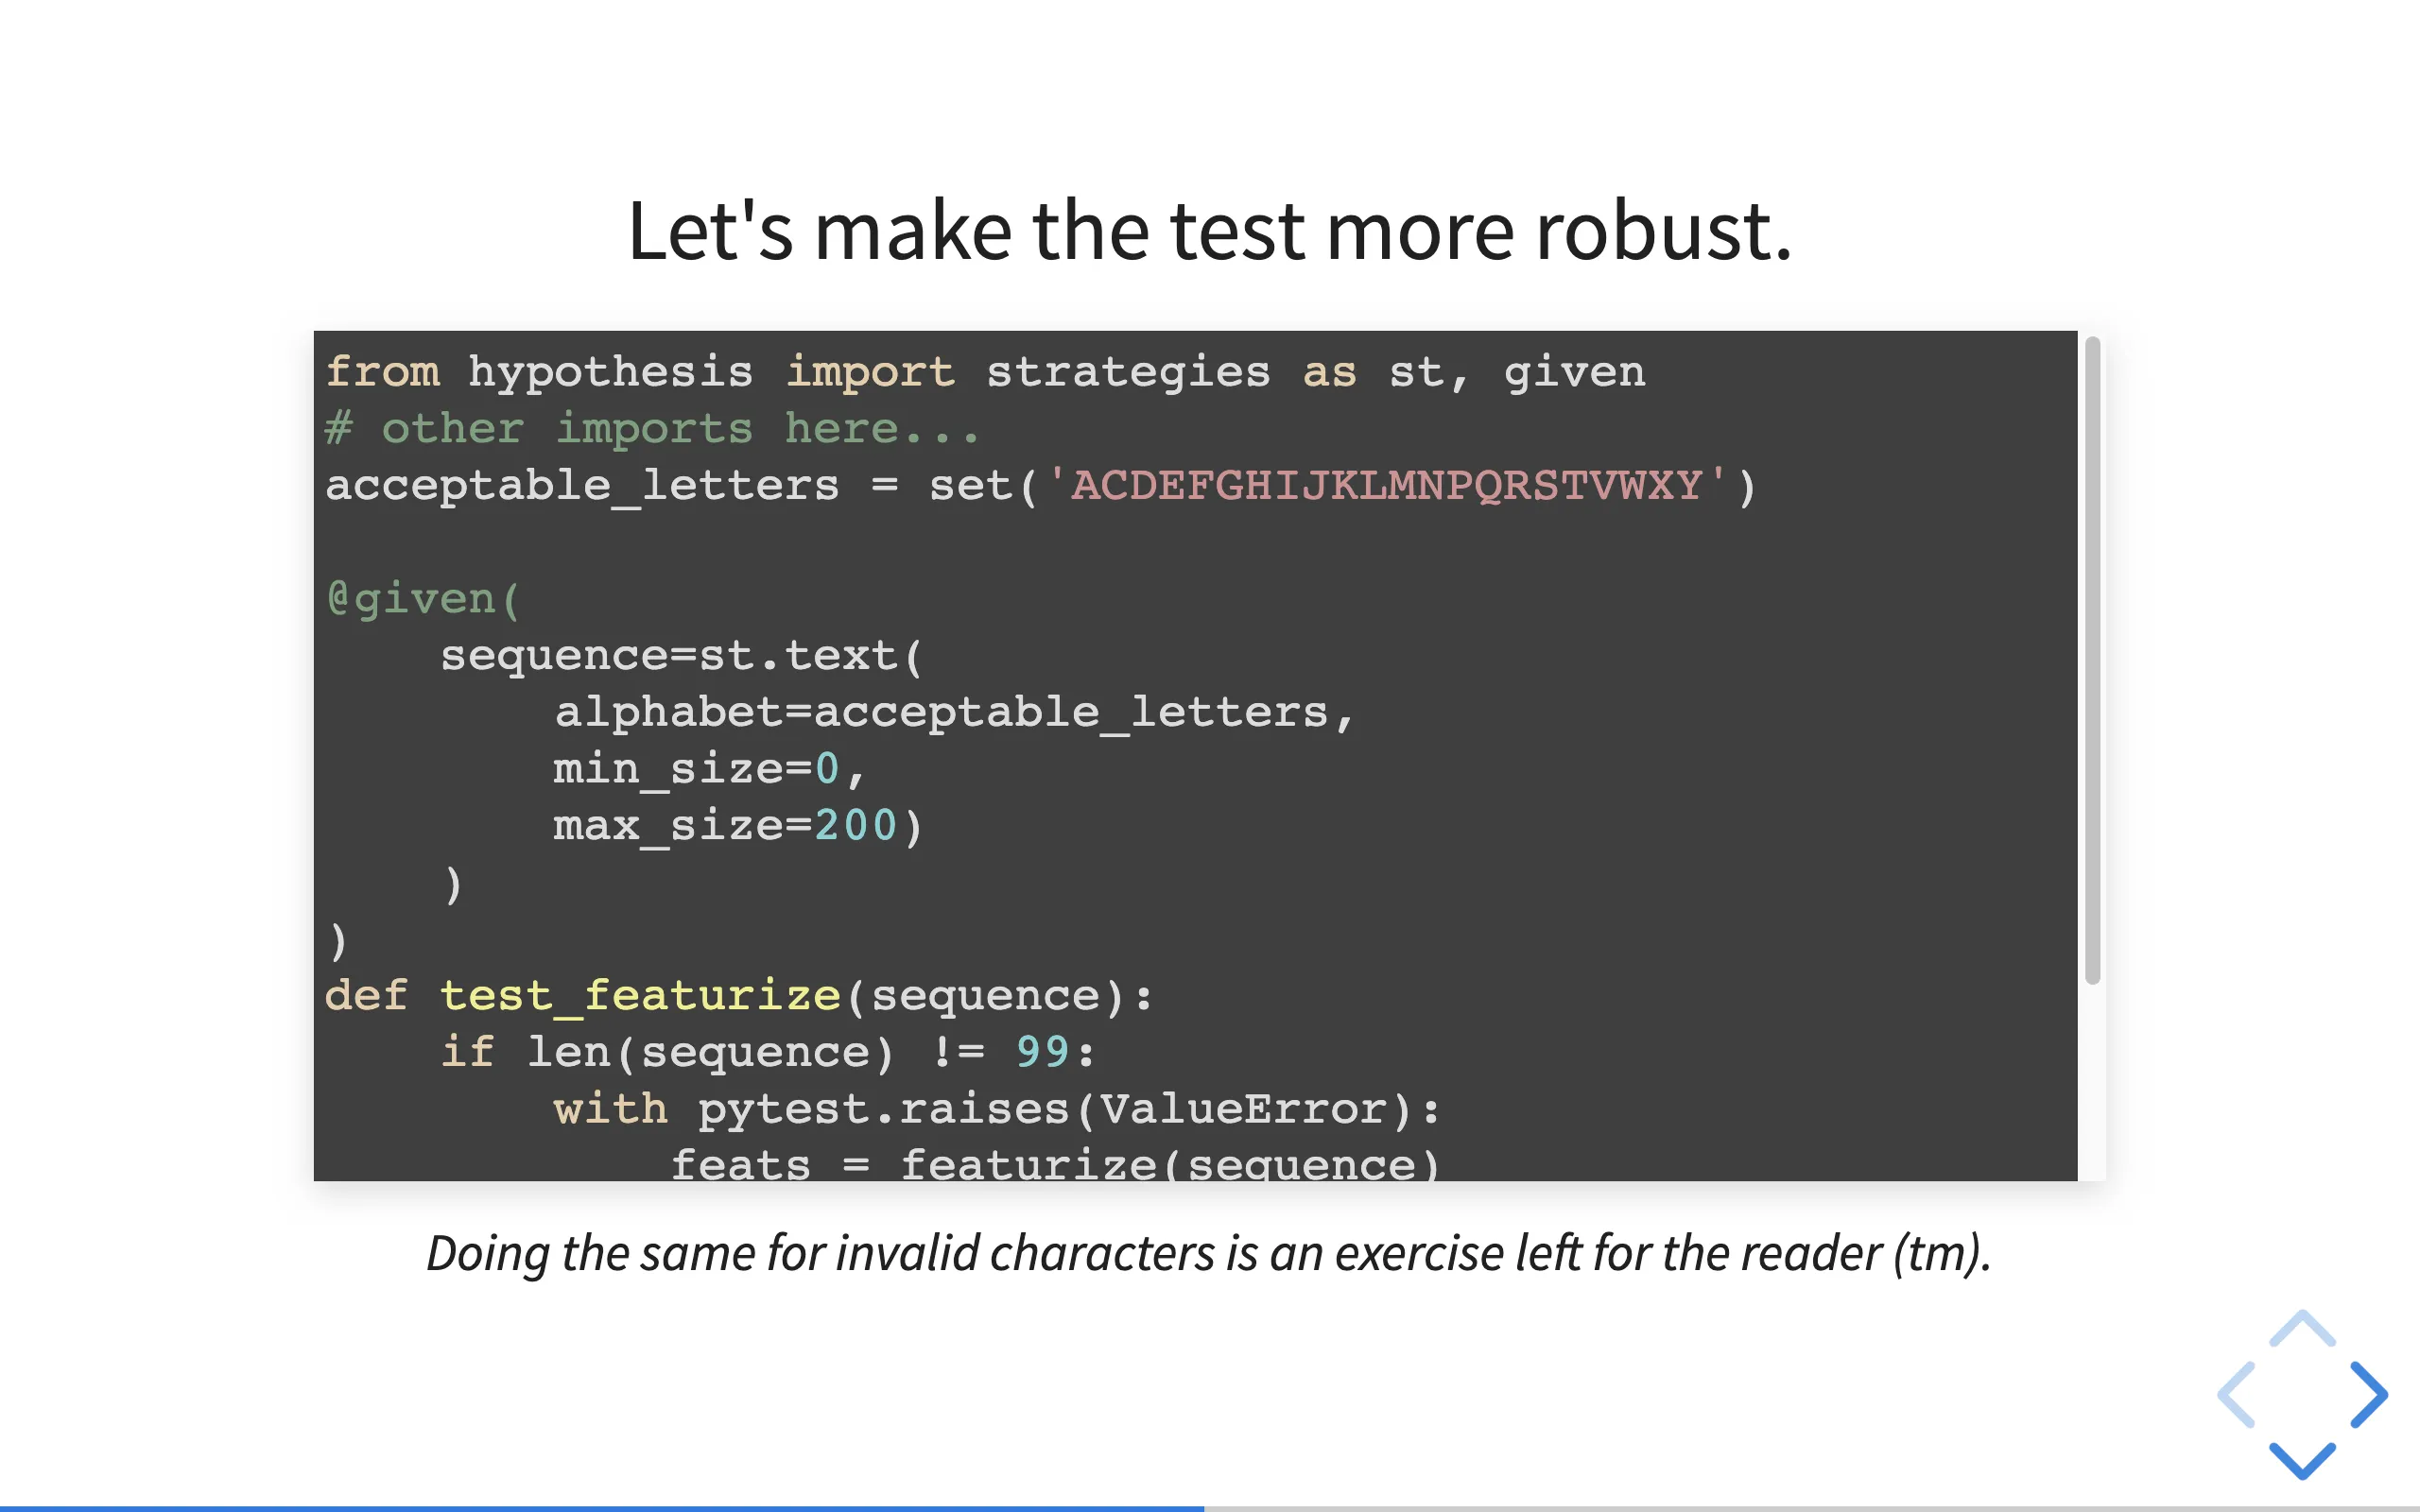 Let's make the test more robust.
from hypothesis import strategies as st, given
# other imports here...
acceptable_letters = set('ACDEFGHIJKLMNPQRSTVWXY')

@given(
    sequence=st.text(
        alphabet=acceptable_letters,
        min_size=0,
        max_size=200)
    )
)
def test_featurize(sequence):
    if len(sequence) != 99:
        with pytest.raises(ValueError):
            feats = featurize(sequence)
Doing the same for invalid characters is an exercise left for the reader (tm).